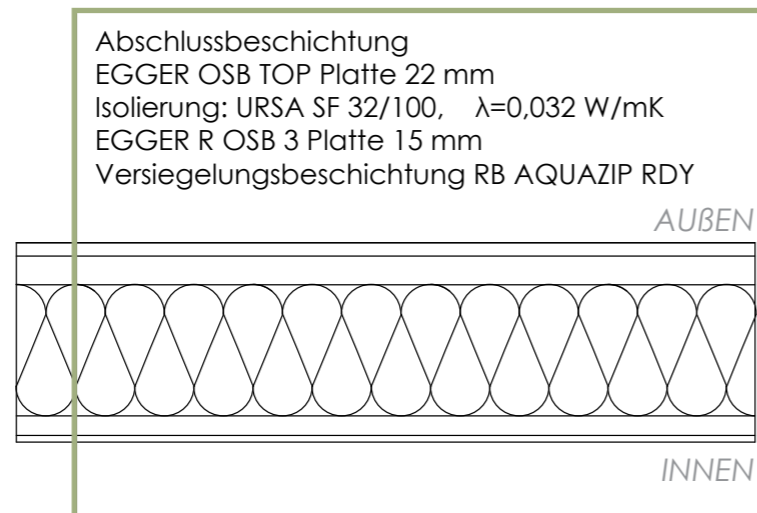 Abschlussbeschichtung
EGGER OSB TOP Platte 22 mm
Isolierung: URSA SF 32/100, λ=0,032 W/mK
EGGER R OSB 3 Platte 15 mm
Versiegelungsbeschichtung RB AQUAZIP RDY
AUßEN
INNEN